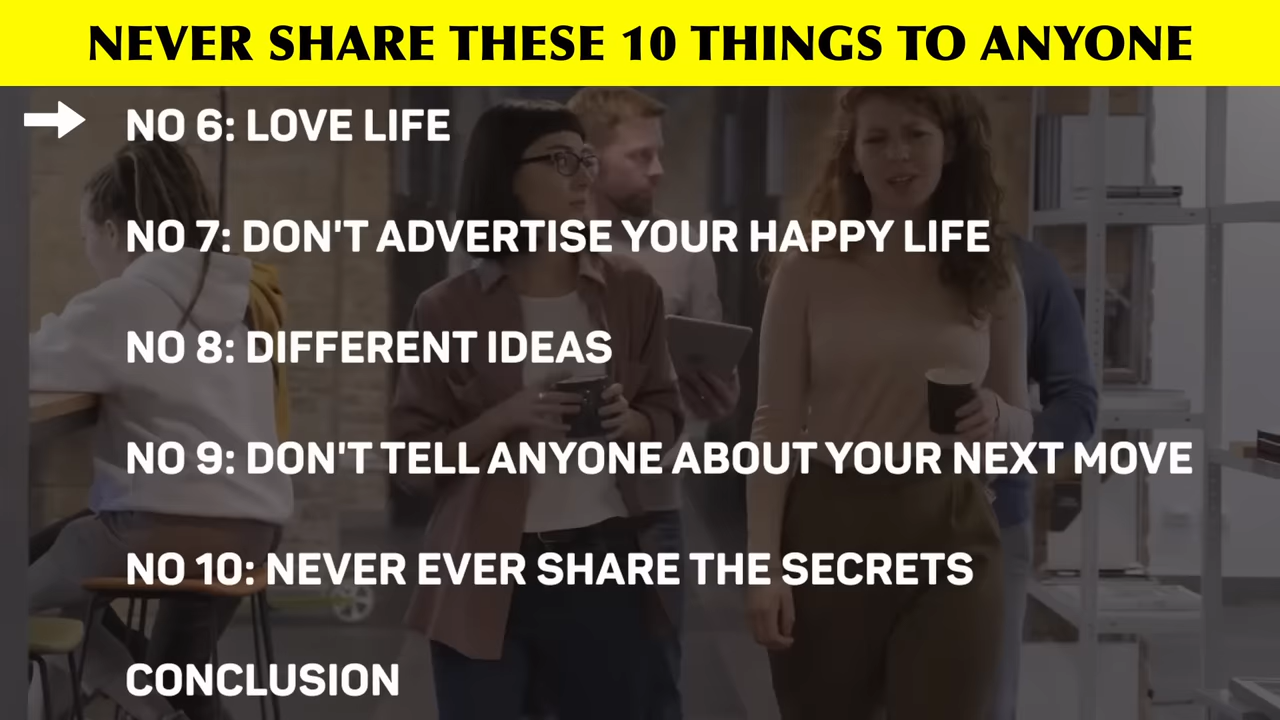 NEVER SHARE THESE 10 THINGS TO ANYONE
NO 6: LOVE LIFE
NO 7: DON'T ADVERTISE YOUR HAPPY LIFE
NO 8: DIFFERENT IDEAS
NO 9: DON'T TELL ANYONE ABOUT YOUR NEXT MOVE
NO 10: NEVER EVER SHARE THE SECRETS
CONCLUSION